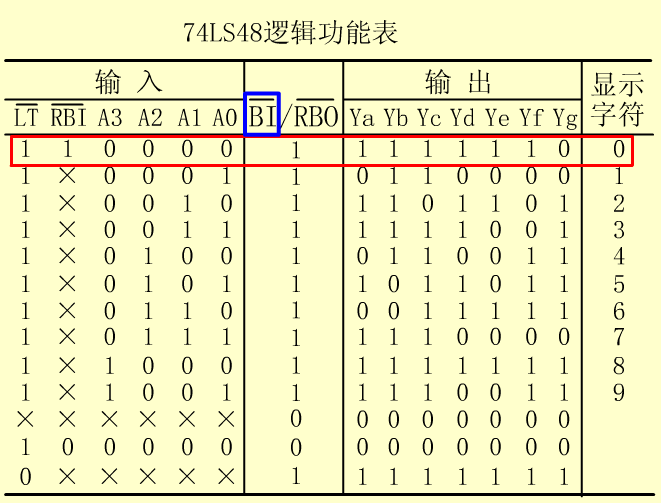 74LS48逻辑功能表
输 入 输 出 显示
L̅T̅ R̅B̅I̅ A3 A2 A1 A0 B̅I̅/R̅B̅O̅ Ya Yb Yc Yd Ye Yf Yg 字符
1 1 0 0 0 0 1 1 1 1 1 1 1 0 0
1 × 0 0 0 1 1 0 1 1 0 0 0 0 1
1 × 0 0 1 0 1 1 1 0 1 1 0 1 2
1 × 0 0 1 1 1 1 1 1 1 0 0 1 3
1 × 0 1 0 0 1 0 1 1 0 0 1 1 4
1 × 0 1 0 1 1 1 0 1 1 0 1 1 5
1 × 0 1 1 0 1 0 0 1 1 1 1 1 6
1 × 0 1 1 1 1 1 1 1 0 0 0 0 7
1 × 1 0 0 0 1 1 1 1 1 1 1 1 8
1 × 1 0 0 1 1 1 1 1 0 0 1 1 9
× × × × × × 0 0 0 0 0 0 0 0
1 0 0 0 0 0 0 0 0 0 0 0 0 0
0 × × × × × 1 1 1 1 1 1 1 1